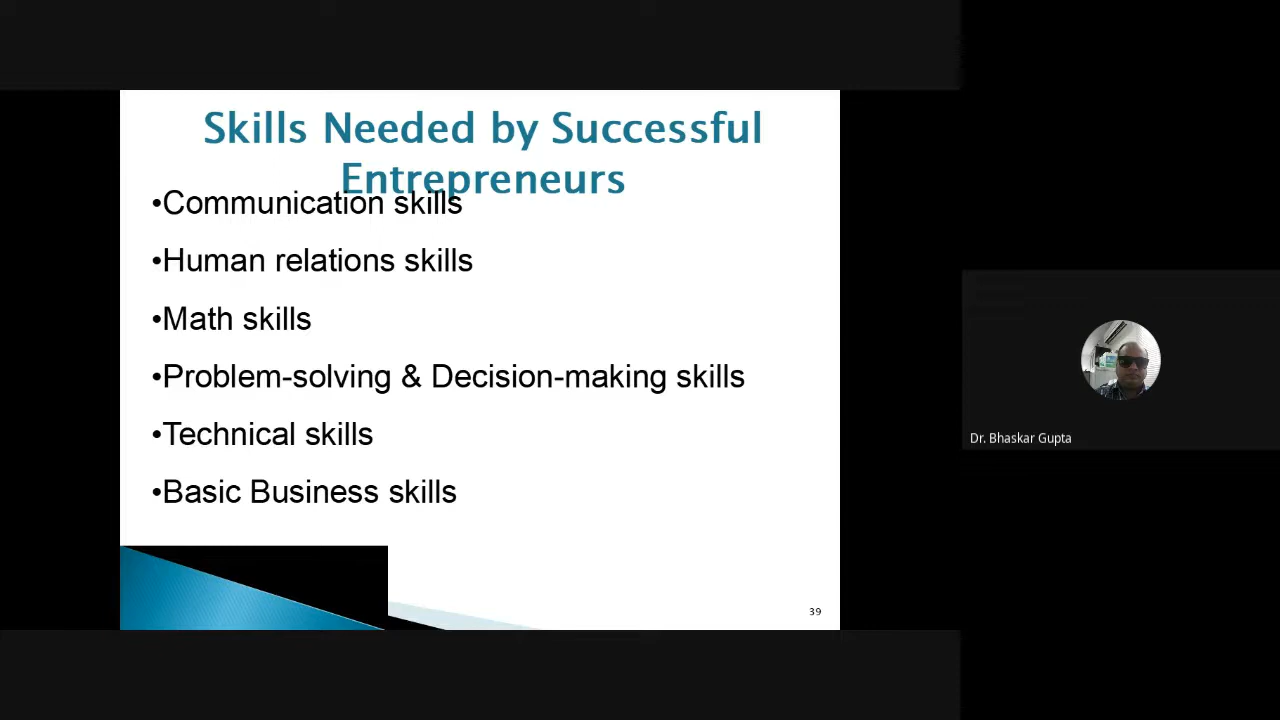 Skills Needed by Successful
Entrepreneurs
•Communication skills
•Human relations skills
•Math skills
•Problem-solving & Decision-making skills
•Technical skills
•Basic Business skills
39
Dr. Bhaskar Gupta